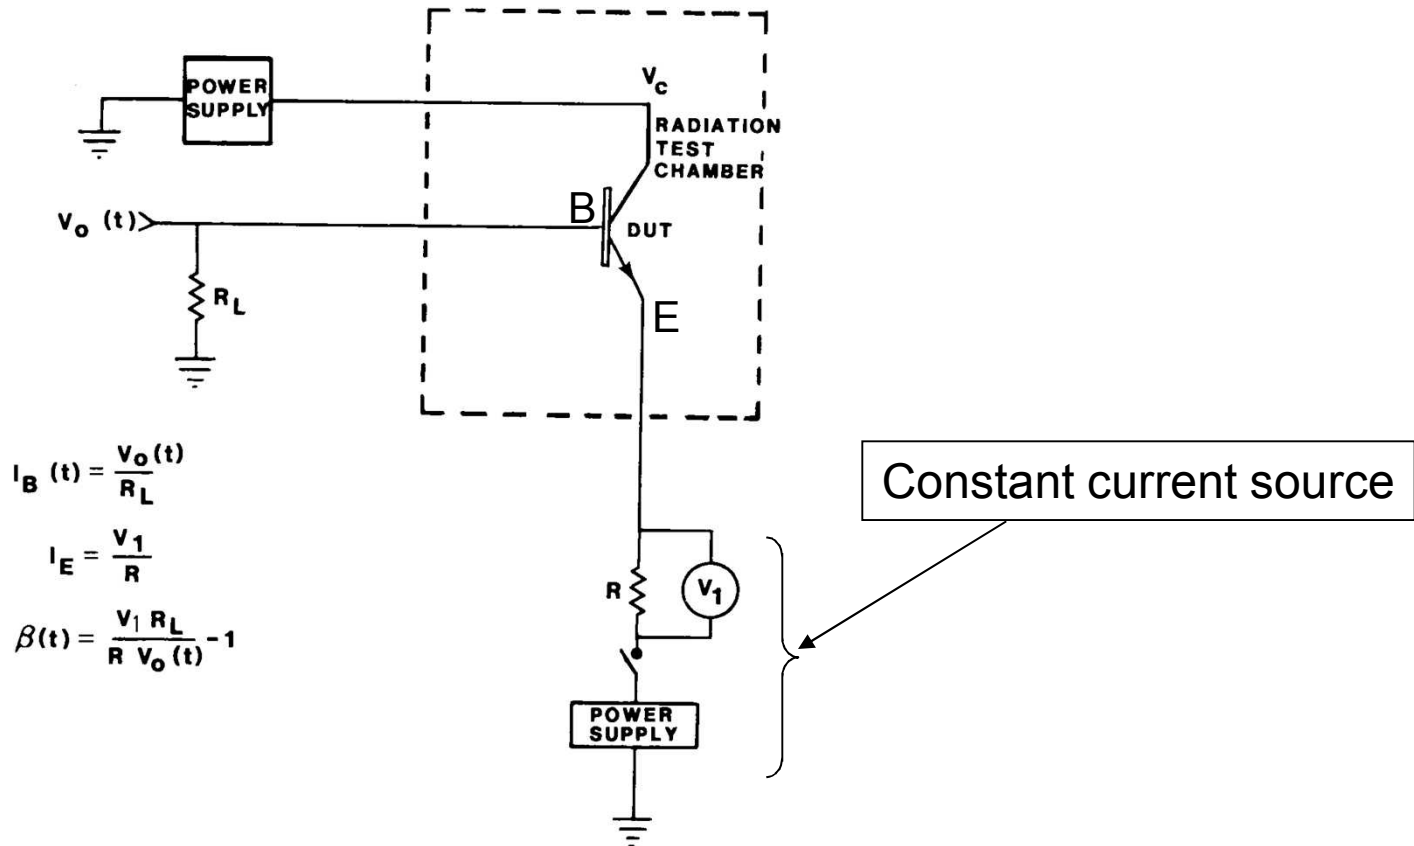 POWER
SUPPLY
V_c
RADIATION
TEST
CHAMBER
B
DUT
V_o (t)
R_L
E
I_B (t) = V_o(t) / R_L
I_E = V_1 / R
β(t) = V_1 R_L / R V_o(t) - 1
Constant current source
R
V_1
POWER
SUPPLY